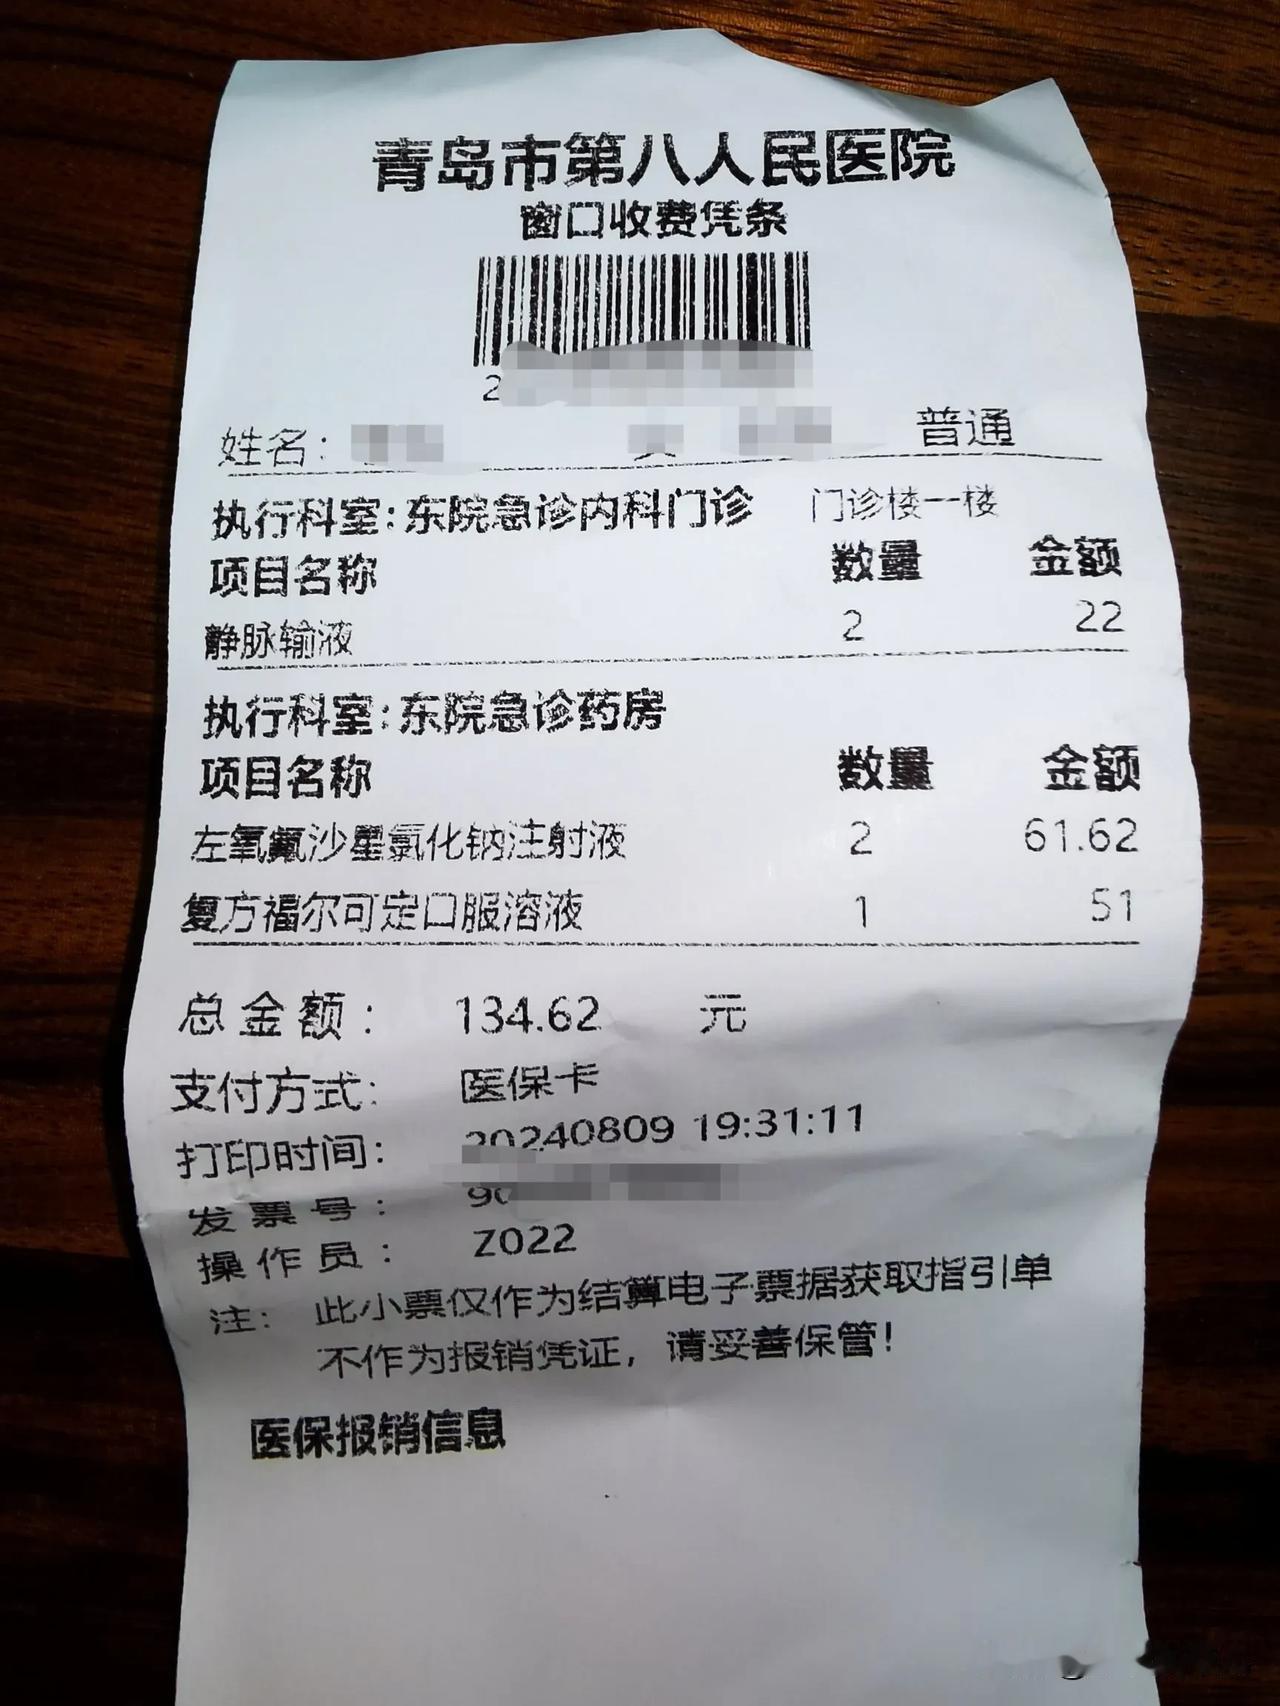 青岛市第八人民医院
窗口收费凭条
2
姓名： 普通
执行科室：东院急诊内科门诊 门诊楼一楼
项目名称 数量 金额
静脉输液 2 22
执行科室：东院急诊药房
项目名称 数量 金额
左氧氟沙星氯化钠注射液 2 61.62
复方福尔可定口服溶液 1 51
总金额： 134.62 元
支付方式： 医保卡
打印时间： 20240809 19:31:11
发票号： 90
操作员： Z022
注： 此小票仅作为结算电子票据获取指引单
不作为报销凭证，请妥善保管！
医保报销信息